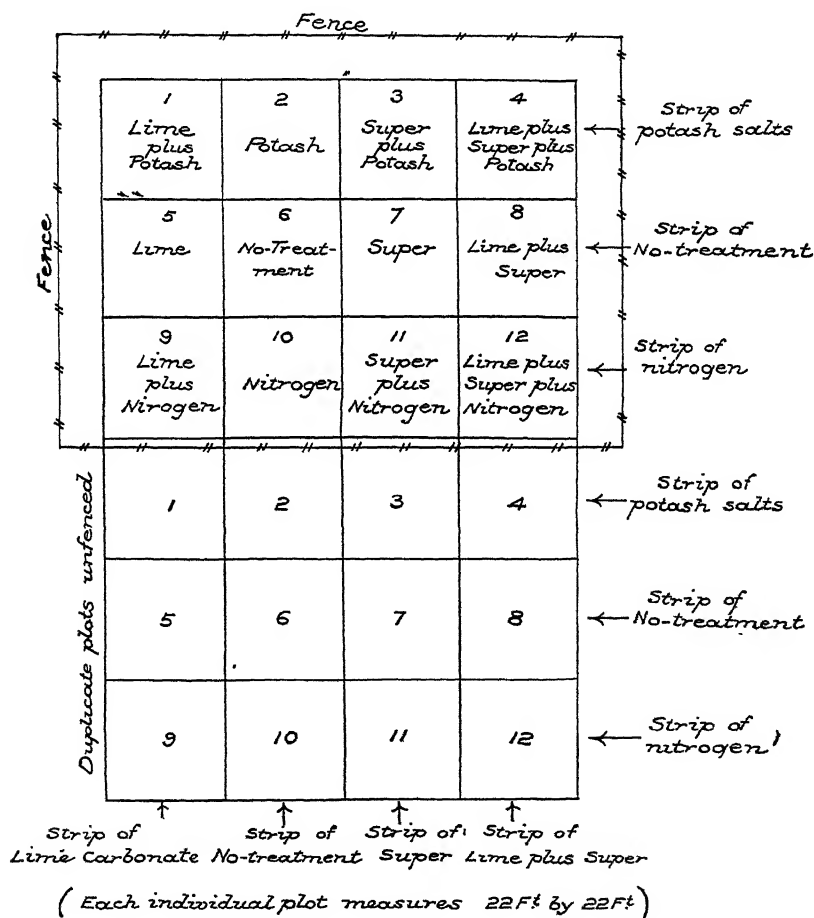 Fence
Fence
1
Lime
plus
Potash
2
Potash
3
Super
plus
Potash
4
Lime plus
Super plus
Potash
Strip of
potash salts
5
Lime
6
No-Treat-
ment
7
Super
8
Lime plus
Super
Strip of
No-treatment
9
Lime
plus
Nirogen
10
Nitrogen
11
Super
plus
Nitrogen
12
Lime plus
Super plus
Nitrogen
Strip of
nitrogen
Duplicate plots unfenced
1 2 3 4
Strip of
potash salts
5 6 7 8
Strip of
No-treatment
9 10 11 12
Strip of
nitrogen
Strip of
Lime Carbonate
Strip of
No-treatment
Strip of
Super
Strip of
Lime plus Super
(Each individual plot measures 22Ft by 22Ft)